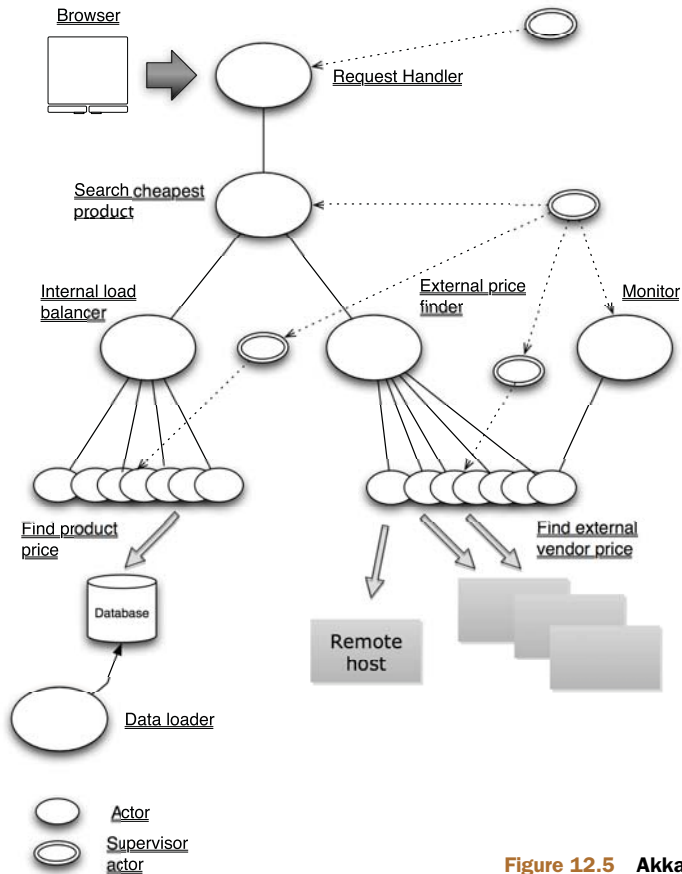 Browser
Request Handler
Search cheapest
product
Internal load
balancer
External price
finder
Monitor
Find product
price
Find external
vendor price
Database
Remote
host
Data loader
Actor
Supervisor
actor
Figure 12.5 Akka